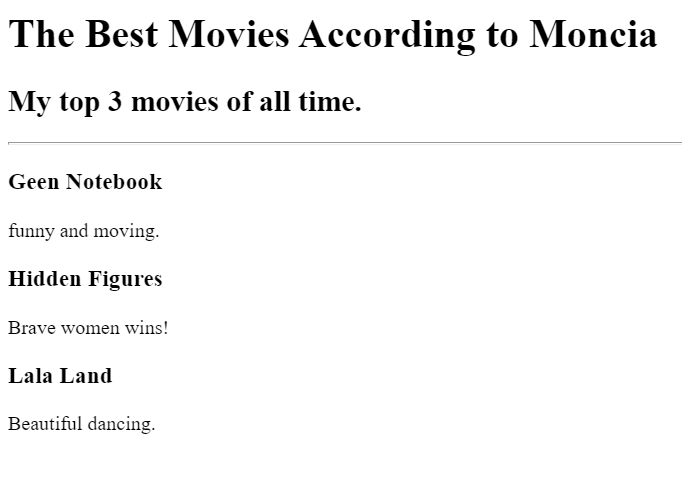 The Best Movies According to Moncia
My top 3 movies of all time.
Geen Notebook
funny and moving.
Hidden Figures
Brave women wins!
Lala Land
Beautiful dancing.